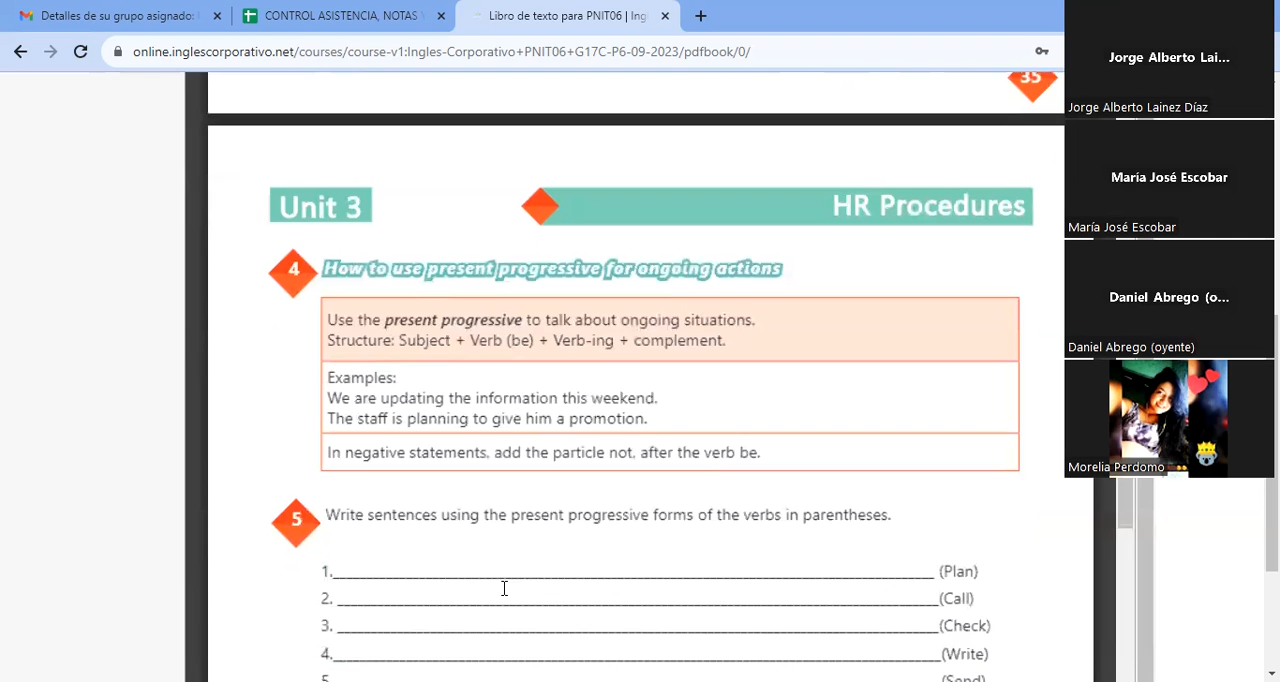 Detalles de su grupo asignado:
CONTROL ASISTENCIA, NOTAS Y
Libro de texto para PNIT06 | Ing
online.inglescorporativo.net/courses/course-v1:Ingles-Corporativo+PNIT06+G17C-P6-09-2023/pdfbook/0/
35
Unit 3
HR Procedures
4
How to use present progressive for ongoing actions
Use the present progressive to talk about ongoing situations.
Structure: Subject + Verb (be) + Verb-ing + complement.
Examples:
We are updating the information this weekend.
The staff is planning to give him a promotion.
In negative statements, add the particle not, after the verb be.
5
Write sentences using the present progressive forms of the verbs in parentheses.
1. (Plan)
2. (Call)
3. (Check)
4. (Write)
5. (Send)
Jorge Alberto Lai...
Jorge Alberto Lainez Díaz
María José Escobar
María José Escobar
Daniel Abrego (o...
Daniel Abrego (oyente)
Morelia Perdomo